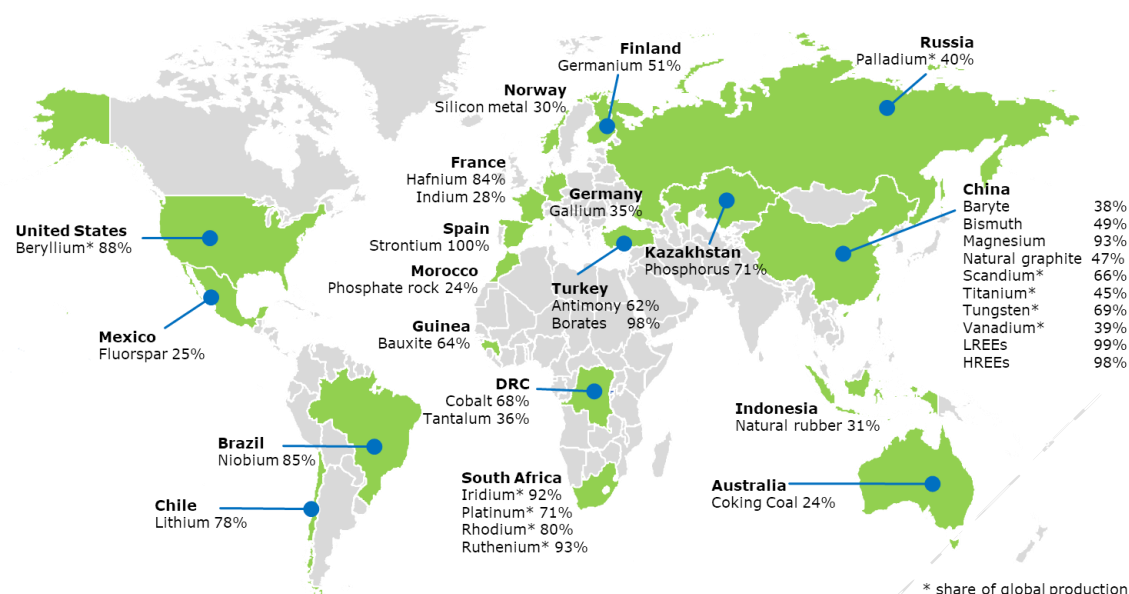 Finland
Germanium 51%
Russia
Palladium* 40%
Norway
Silicon metal 30%
France
Hafnium 84%
Indium 28%
Germany
Gallium 35%
Spain
Strontium 100%
Morocco
Phosphate rock 24%
United States
Beryllium* 88%
Mexico
Fluorspar 25%
Kazakhstan
Phosphorus 71%
Turkey
Antimony 62%
Borates 98%
China
Baryte 38%
Bismuth 49%
Magnesium 93%
Natural graphite 47%
Scandium* 66%
Titanium* 45%
Tungsten* 69%
Vanadium* 39%
LREEs 99%
HREEs 98%
Guinea
Bauxite 64%
DRC
Cobalt 68%
Tantalum 36%
Indonesia
Natural rubber 31%
Brazil
Niobium 85%
Chile
Lithium 78%
South Africa
Iridium* 92%
Platinum* 71%
Rhodium* 80%
Ruthenium* 93%
Australia
Coking Coal 24%
* share of global production